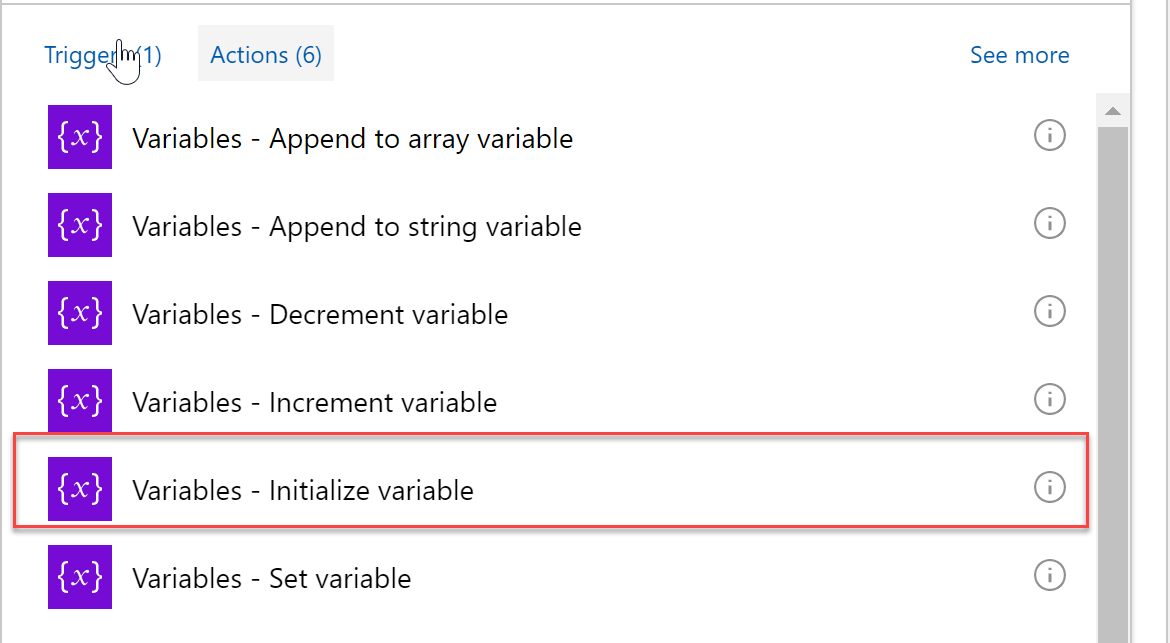 Trigger (1) Actions (6) See more
{x} Variables - Append to array variable
{x} Variables - Append to string variable
{x} Variables - Decrement variable
{x} Variables - Increment variable
{x} Variables - Initialize variable
{x} Variables - Set variable